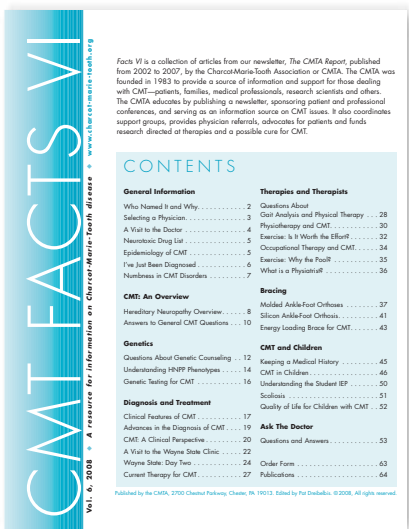 CMT FACTS VI
Vol. 6, 2008 ◆ A resource for information on Charcot-Marie-Tooth disease ◆ www.charcot-marie-tooth.org
Facts VI is a collection of articles from our newsletter, The CMTA Report, published
from 2002 to 2007, by the Charcot-Marie-Tooth Association or CMTA. The CMTA was
founded in 1983 to provide a source of information and support for those dealing
with CMT—patients, families, medical professionals, research scientists and others.
The CMTA educates by publishing a newsletter, sponsoring patient and professional
conferences, and serving as an information source on CMT issues. It also coordinates
support groups, provides physician referrals, advocates for patients and funds
research directed at therapies and a possible cure for CMT.
CONTENTS
General Information
Who Named It and Why. . . . . . 2
Selecting a Physician. . . . . . 3
A Visit to the Doctor . . . . . . 4
Neurotoxic Drug List . . . . . . 5
Epidemiology of CMT . . . . . . 5
I've Just Been Diagnosed . . . . . . 6
Numbness in CMT Disorders . . . . . . 7
CMT: An Overview
Hereditary Neuropathy Overview. . . . . . 8
Answers to General CMT Questions . . . 10
Genetics
Questions About Genetic Counseling . . 12
Understanding HNPP Phenotypes . . . . . 14
Genetic Testing for CMT . . . . . . 16
Diagnosis and Treatment
Clinical Features of CMT . . . . . . 17
Advances in the Diagnosis of CMT . . . . 19
CMT: A Clinical Perspective. . . . . . 20
A Visit to the Wayne State Clinic . . . . . 22
Wayne State: Day Two . . . . . . 24
Current Therapy for CMT. . . . . . 27
Therapies and Therapists
Questions About
Gait Analysis and Physical Therapy . . . 28
Physiotherapy and CMT. . . . . . 30
Exercise: Is It Worth the Effort?. . . . . . 32
Occupational Therapy and CMT. . . . . . 34
Exercise: Why the Pool? . . . . . . 35
What is a Physiatrist? . . . . . . 36
Bracing
Molded Ankle-Foot Orthoses . . . . . . 37
Silicon Ankle-Foot Orthosis. . . . . . 41
Energy Loading Brace for CMT. . . . . . 43
CMT and Children
Keeping a Medical History . . . . . . 45
CMT in Children. . . . . . 46
Understanding the Student IEP . . . . . . 50
Scoliosis . . . . . . 51
Quality of Life for Children with CMT . . 52
Ask The Doctor
Questions and Answers. . . . . . 53
Order Form . . . . . . 63
Publications . . . . . . 64
Published by the CMTA, 2700 Chestnut Parkway, Chester, PA 19013. Edited by Pat Dreibelbis. ©2008, All rights reserved.